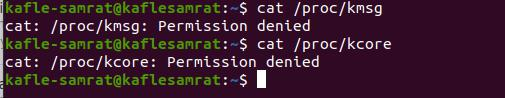 kafle-samrat@kaflesamrat:~$ cat /proc/kmsg
cat: /proc/kmsg: Permission denied
kafle-samrat@kaflesamrat:~$ cat /proc/kcore
cat: /proc/kcore: Permission denied
kafle-samrat@kaflesamrat:~$